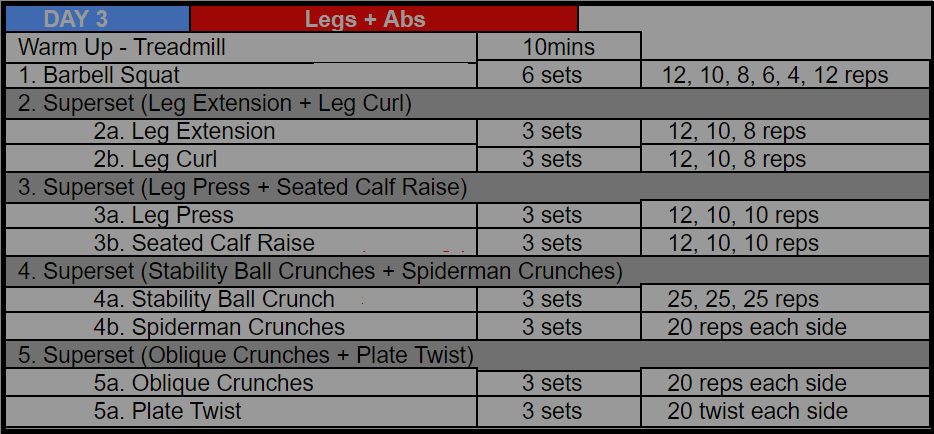 DAY 3 Legs + Abs
Warm Up - Treadmill 10mins
1. Barbell Squat 6 sets 12, 10, 8, 6, 4, 12 reps
2. Superset (Leg Extension + Leg Curl)
2a. Leg Extension 3 sets 12, 10, 8 reps
2b. Leg Curl 3 sets 12, 10, 8 reps
3. Superset (Leg Press + Seated Calf Raise)
3a. Leg Press 3 sets 12, 10, 10 reps
3b. Seated Calf Raise 3 sets 12, 10, 10 reps
4. Superset (Stability Ball Crunches + Spiderman Crunches)
4a. Stability Ball Crunch 3 sets 25, 25, 25 reps
4b. Spiderman Crunches 3 sets 20 reps each side
5. Superset (Oblique Crunches + Plate Twist)
5a. Oblique Crunches 3 sets 20 reps each side
5a. Plate Twist 3 sets 20 twist each side